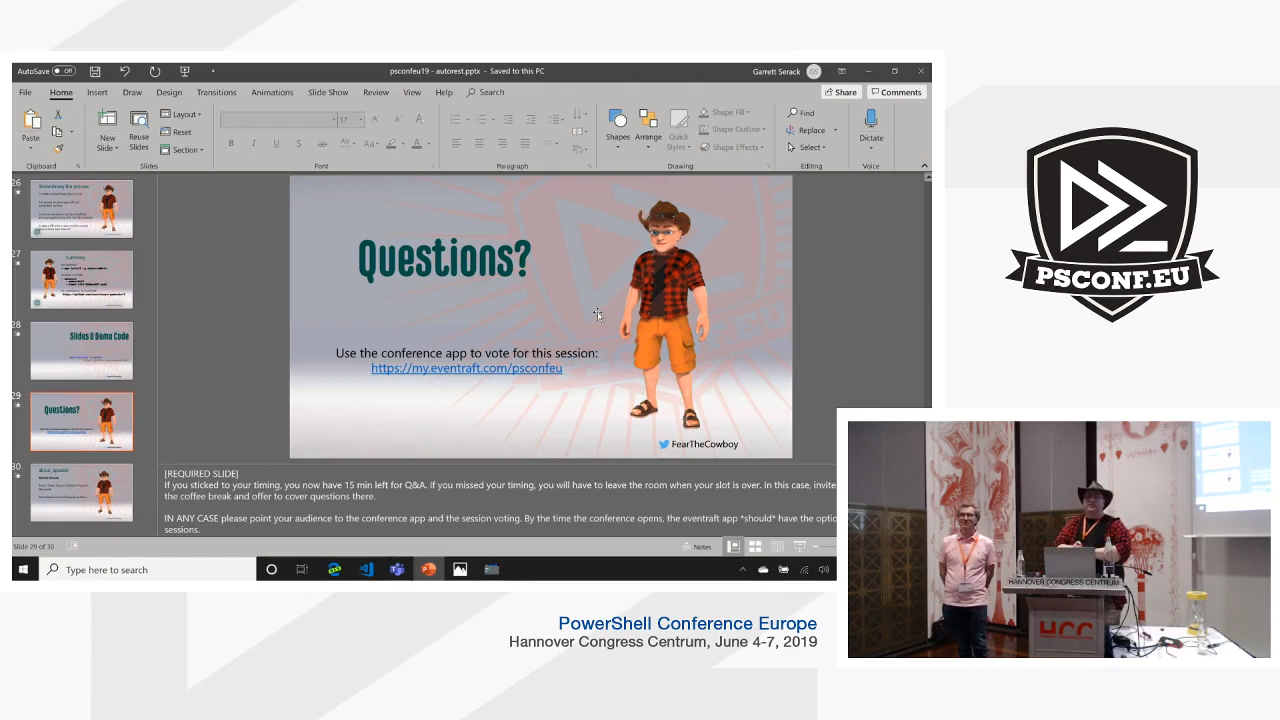 AutoSave Off
psconfeu19 - autorest.pptx - Saved to this PC
Garrett Serack
GS
File Home Insert Draw Design Transitions Animations Slide Show Review View Help Search
Share Comments
Paste
Clipboard
New
Slide
Reuse
Slides
Layout
Reset
Section
Slides
17
Font
Paragraph
Shapes
Arrange
Quick
Styles
Shape Fill
Shape Outline
Shape Effects
Drawing
Find
Replace
Select
Editing
Dictate
Voice
26
Streamlining the process
27
Summary
28
Slides & Demo Code
29
Questions?
30
about_speaker
Questions?
Use the conference app to vote for this session:
https://my.eventraft.com/psconfeu
FearTheCowboy
[REQUIRED SLIDE]
If you sticked to your timing, you now have 15 min left for Q&A. If you missed your timing, you will have to leave the room when your slot is over. In this case, invite
the coffee break and offer to cover questions there.
IN ANY CASE please point your audience to the conference app and the session voting. By the time the conference opens, the eventraft app *should* have the optio
sessions.
Slide 29 of 30
Notes
Type here to search
PSCONF.EU
HANNOVER CONGRESS CENTRUM
HCC
PowerShell Conference Europe
Hannover Congress Centrum, June 4-7, 2019